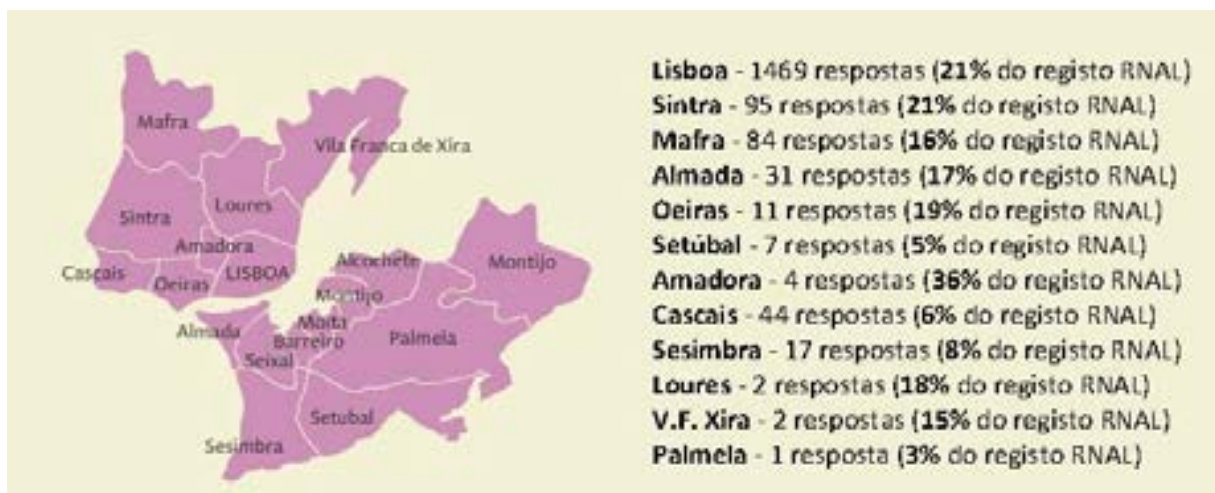 Mafra
Vila Franca de Xira
Loures
Sintra
Amadora
Cascais
Oeiras
LISBOA
Alcochete
Montijo
Montijo
Almada
Moita
Barreiro
Palmela
Seixal
Setubal
Sesimbra
Lisboa - 1469 respostas (21% do registo RNAL)
Sintra - 95 respostas (21% do registo RNAL)
Mafra - 84 respostas (16% do registo RNAL)
Almada - 31 respostas (17% do registo RNAL)
Oeiras - 11 respostas (19% do registo RNAL)
Setúbal - 7 respostas (5% do registo RNAL)
Amadora - 4 respostas (36% do registo RNAL)
Cascais - 44 respostas (6% do registo RNAL)
Sesimbra - 17 respostas (8% do registo RNAL)
Loures - 2 respostas (18% do registo RNAL)
V.F. Xira - 2 respostas (15% do registo RNAL)
Palmela - 1 resposta (3% do registo RNAL)